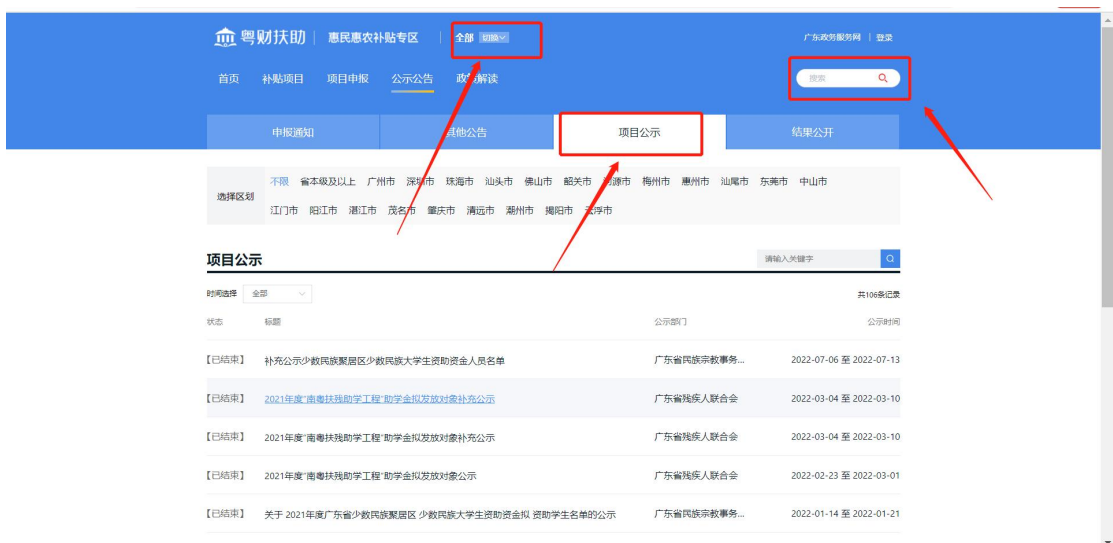 粤财扶助 惠民惠农补贴专区 全部 切换 广东政务服务网 | 登录
首页 补贴项目 项目申报 公示公告 政策解读 搜索
申报通知 其他公告 项目公示 结果公开
选择区划
不限 省本级及以上 广州市 深圳市 珠海市 汕头市 佛山市 韶关市 河源市 梅州市 惠州市 汕尾市 东莞市 中山市
江门市 阳江市 湛江市 茂名市 肇庆市 清远市 潮州市 揭阳市 云浮市
项目公示 请输入关键字
时间选择 全部 共106条记录
状态 标题 公示部门 公示时间
【已结束】 补充公示少数民族聚居区少数民族大学生资助资金人员名单 广东省民族宗教事务... 2022-07-06 至 2022-07-13
【已结束】 2021年度"南粤扶残助学工程"助学金拟发放对象补充公示 广东省残疾人联合会 2022-03-04 至 2022-03-10
【已结束】 2021年度"南粤扶残助学工程"助学金拟发放对象补充公示 广东省残疾人联合会 2022-03-04 至 2022-03-10
【已结束】 2021年度"南粤扶残助学工程"助学金拟发放对象公示 广东省残疾人联合会 2022-02-23 至 2022-03-01
【已结束】 关于 2021年度广东省少数民族聚居区 少数民族大学生资助资金拟 资助学生名单的公示 广东省民族宗教事务... 2022-01-14 至 2022-01-21